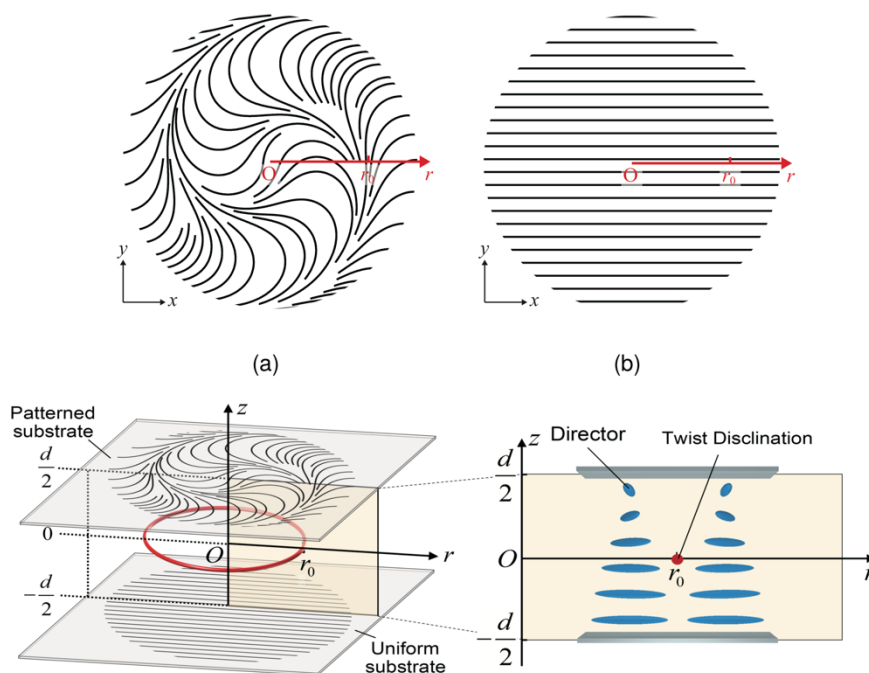 O r₀ r
y
x
(a)
O r₀ r
y
x
(b)
Patterned
substrate
d
2
0
-d
2
z
O
r₀
r
Uniform
substrate
z
d
2
O
-d
2
Director
Twist Disclination
r₀
r